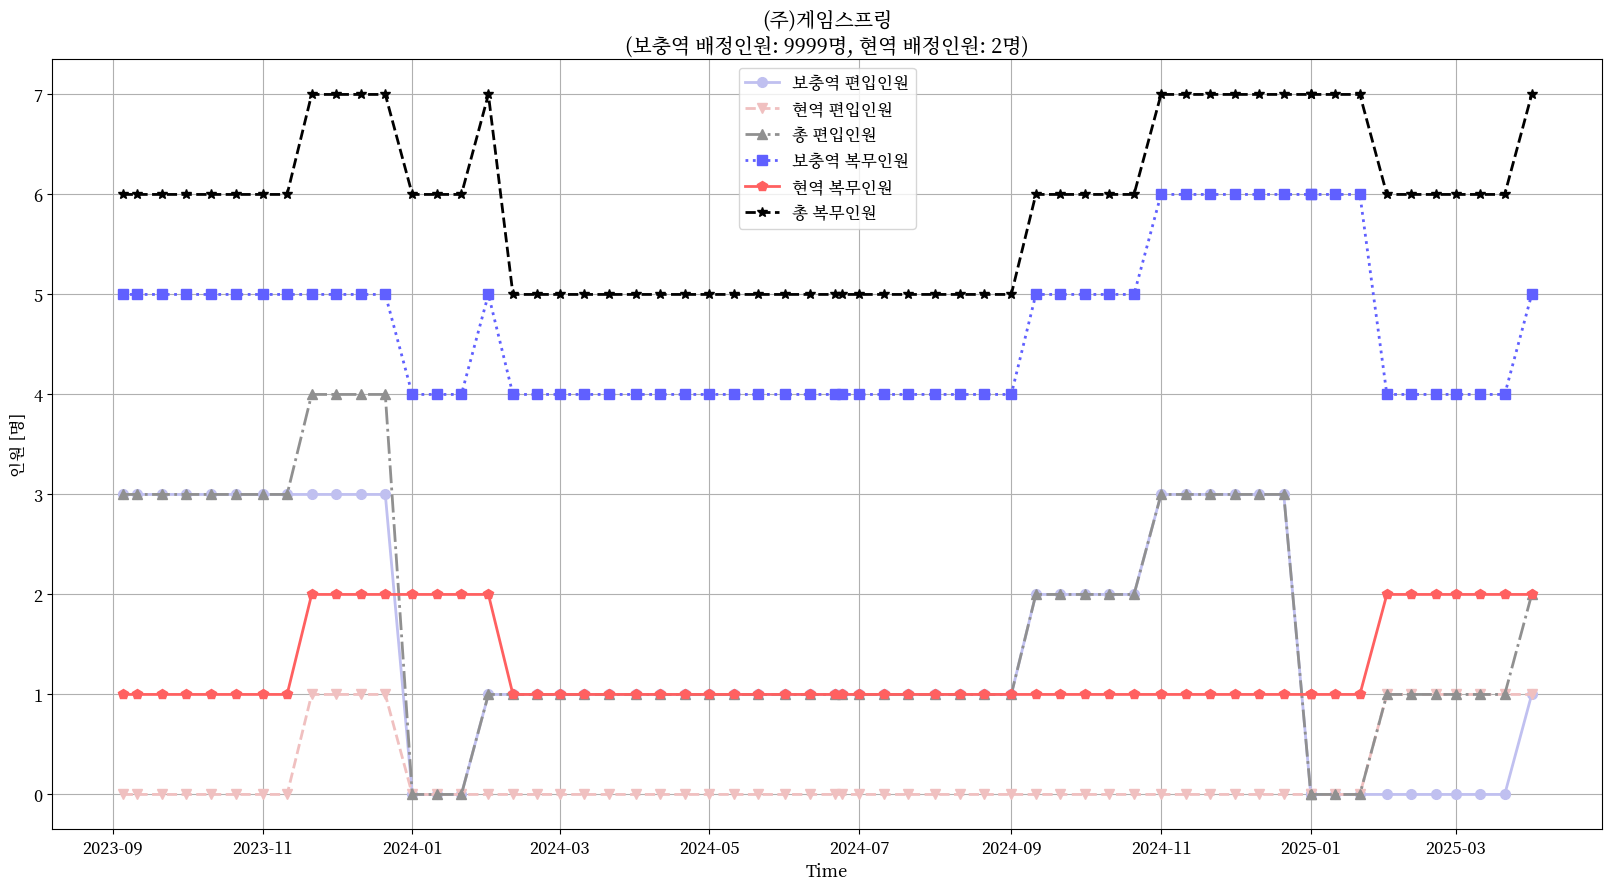 (주)게임스프링
(보충역 배정인원: 9999명, 현역 배정인원: 2명)
보충역 편입인원
현역 편입인원
총 편입인원
보충역 복무인원
현역 복무인원
총 복무인원
7
6
5
4
3
2
1
0
인원 [명]
2023-09
2023-11
2024-01
2024-03
2024-05
2024-07
2024-09
2024-11
2025-01
2025-03
Time